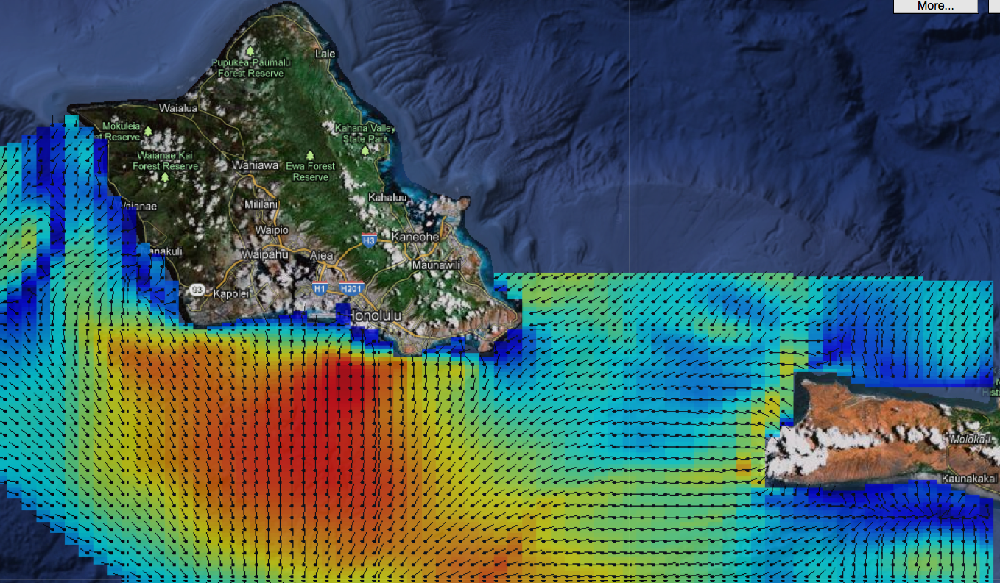 More...
Laie
Pupukea-Paumalu
Forest Reserve
Waialua
Mokuleia
st Reserve
Kahana Valley
State Park
Waianae Kai
Forest Reserve
Wahiawa
Ewa Forest
Reserve
Kahaluu
Mililani
Waipio
H3
Kaneohe
Waipahu
Aiea
Maunawili
93
Kapolei
H1
H201
Honolulu
Moloka'i
Kaunakakai